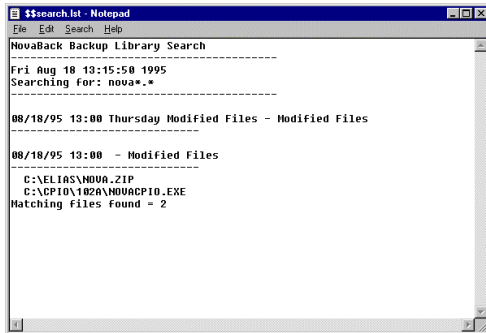 $$search.lst - Notepad
File Edit Search Help
NovaBack Backup Library Search
----------------------------------------
Fri Aug 18 13:15:50 1995
Searching for: nova*.*
----------------------------------------
08/18/95 13:00 Thursday Modified Files - Modified Files
----------------------------
08/18/95 13:00  - Modified Files
----------------------------
C:\ELIAS\NOVA.ZIP
C:\CPIO\102A\NOVACPIO.EXE
Matching files found = 2